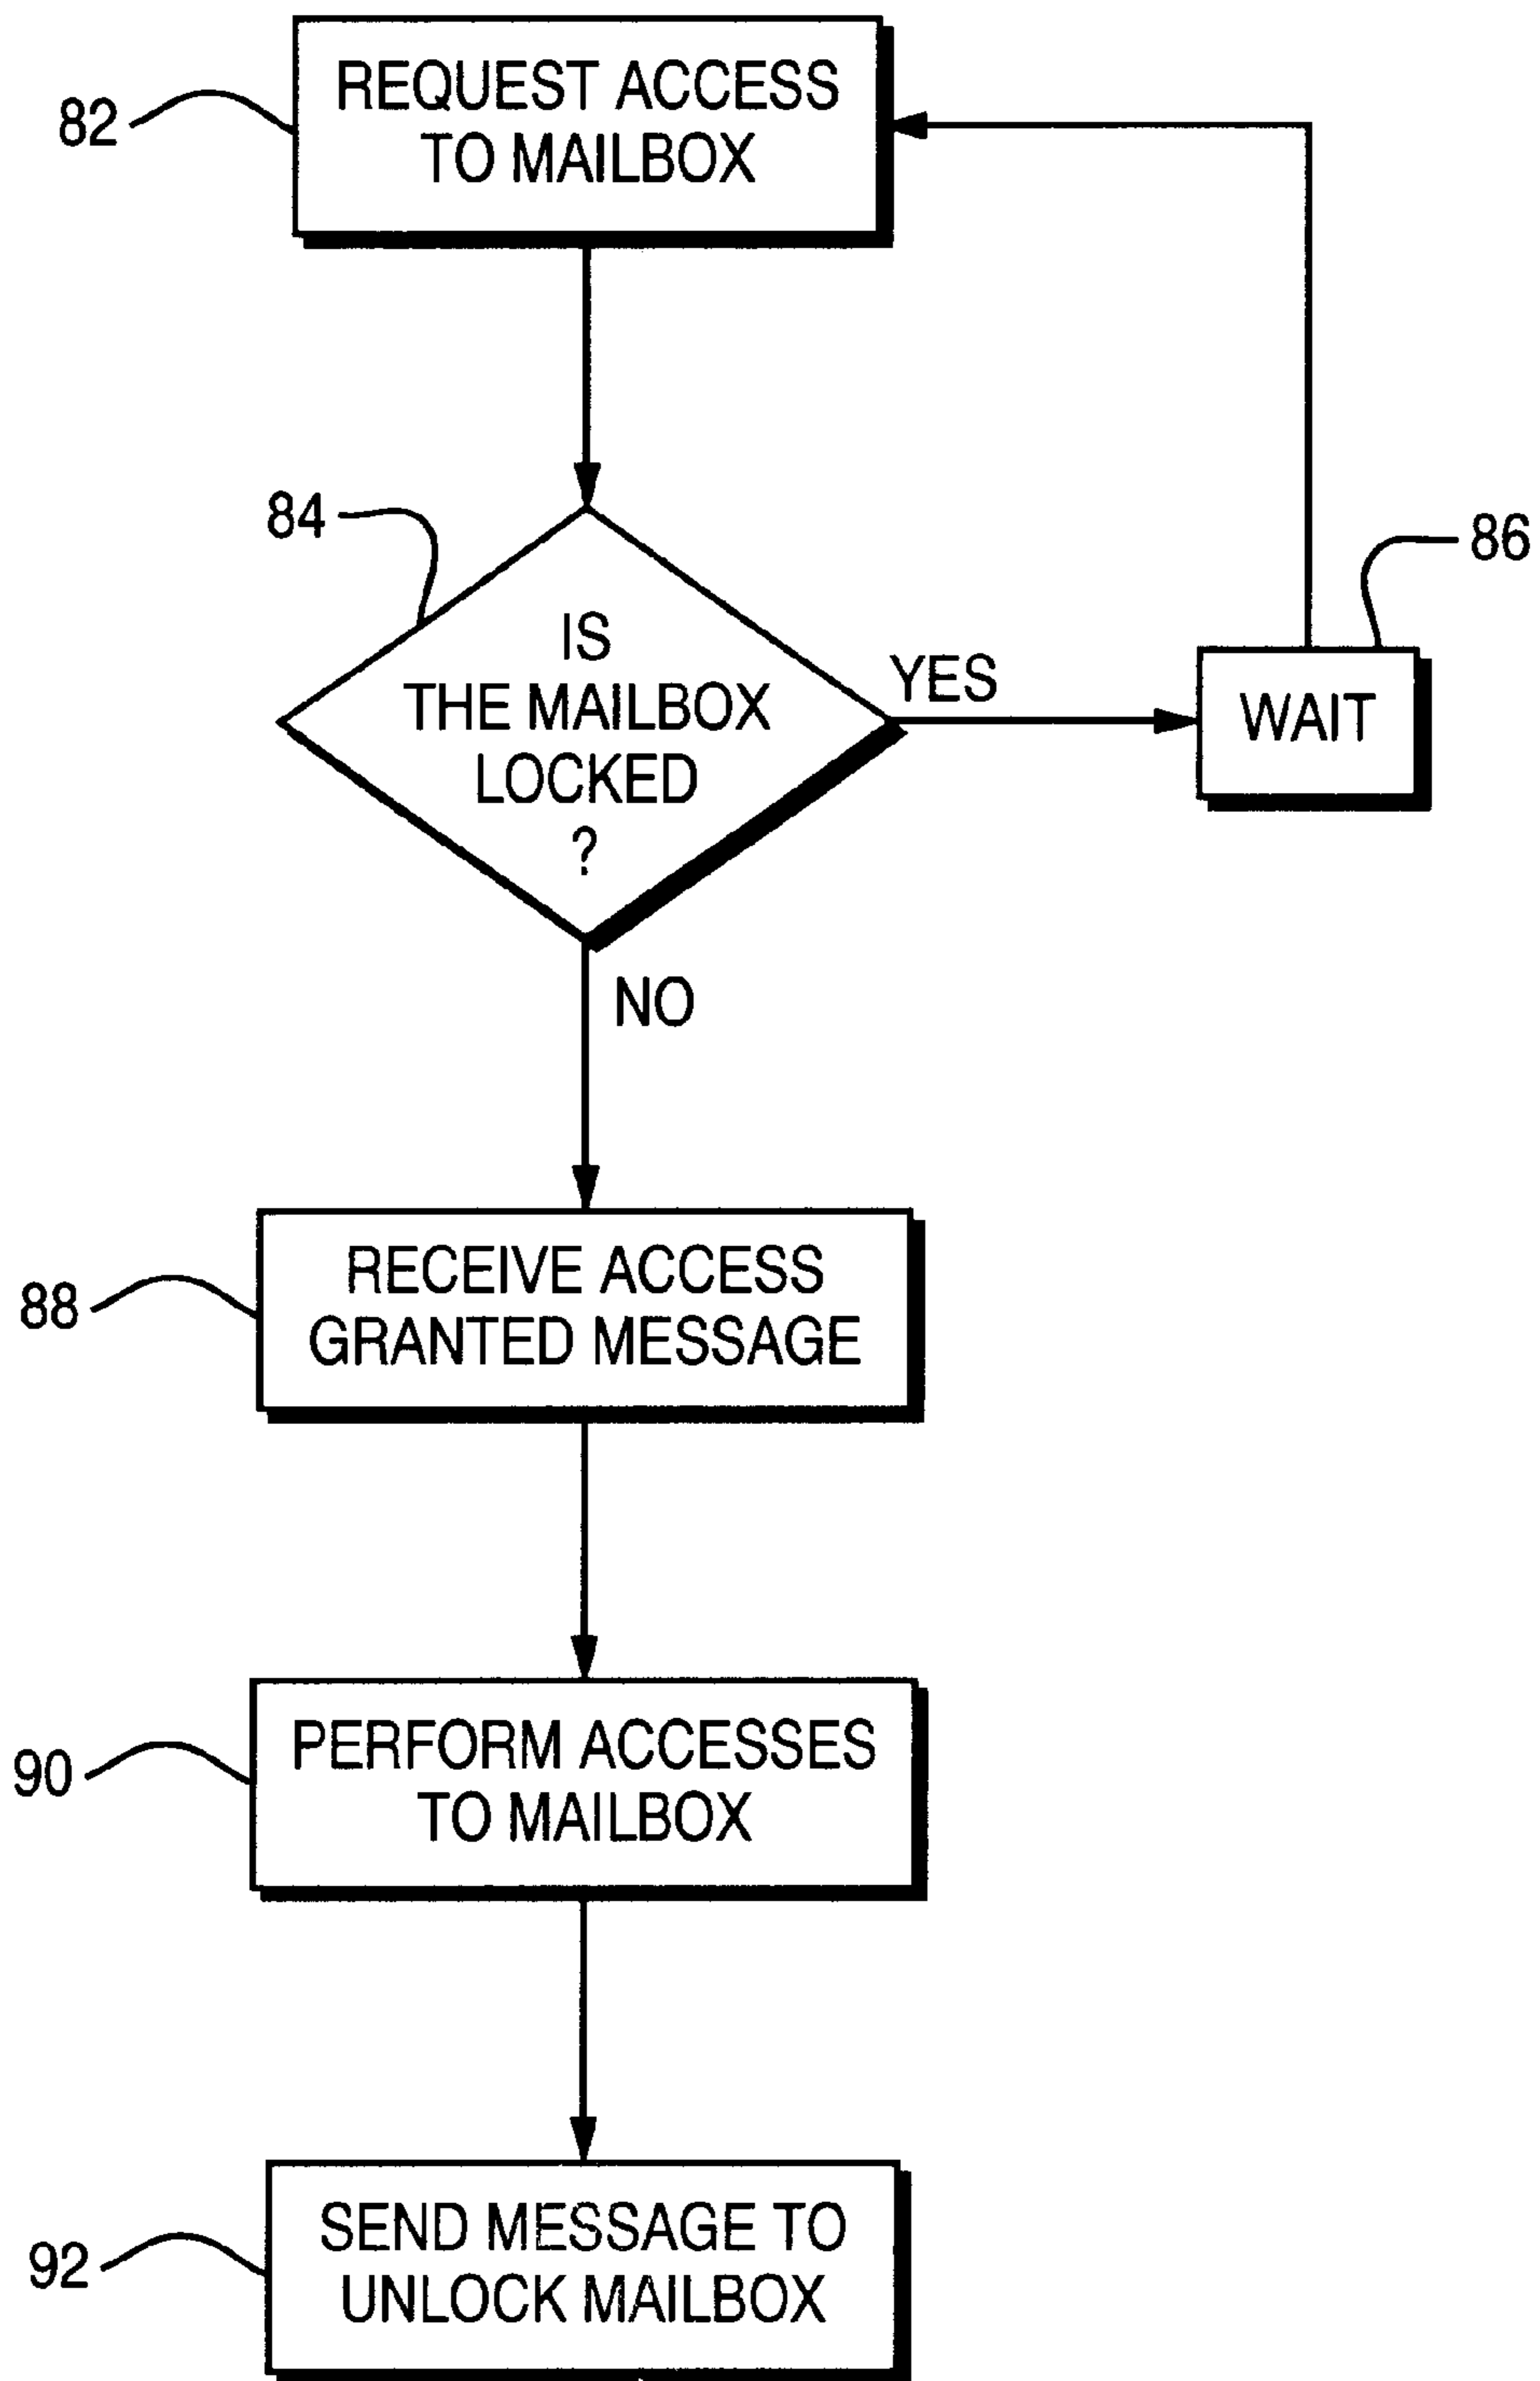 82
REQUEST ACCESS
TO MAILBOX
84
IS
THE MAILBOX
LOCKED
?
YES
86
WAIT
NO
88
RECEIVE ACCESS
GRANTED MESSAGE
90
PERFORM ACCESSES
TO MAILBOX
92
SEND MESSAGE TO
UNLOCK MAILBOX